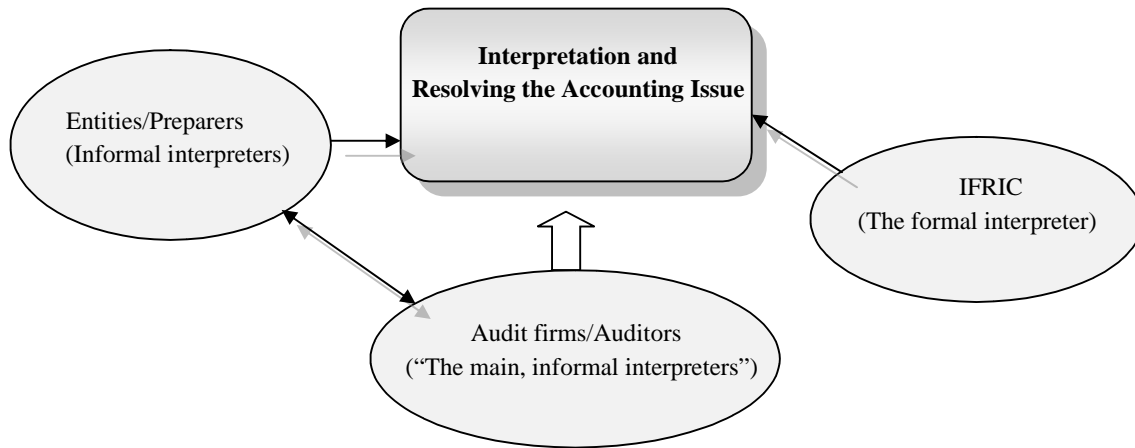 Interpretation and
Resolving the Accounting Issue
Entities/Preparers
(Informal interpreters)
IFRIC
(The formal interpreter)
Audit firms/Auditors
(“The main, informal interpreters”)